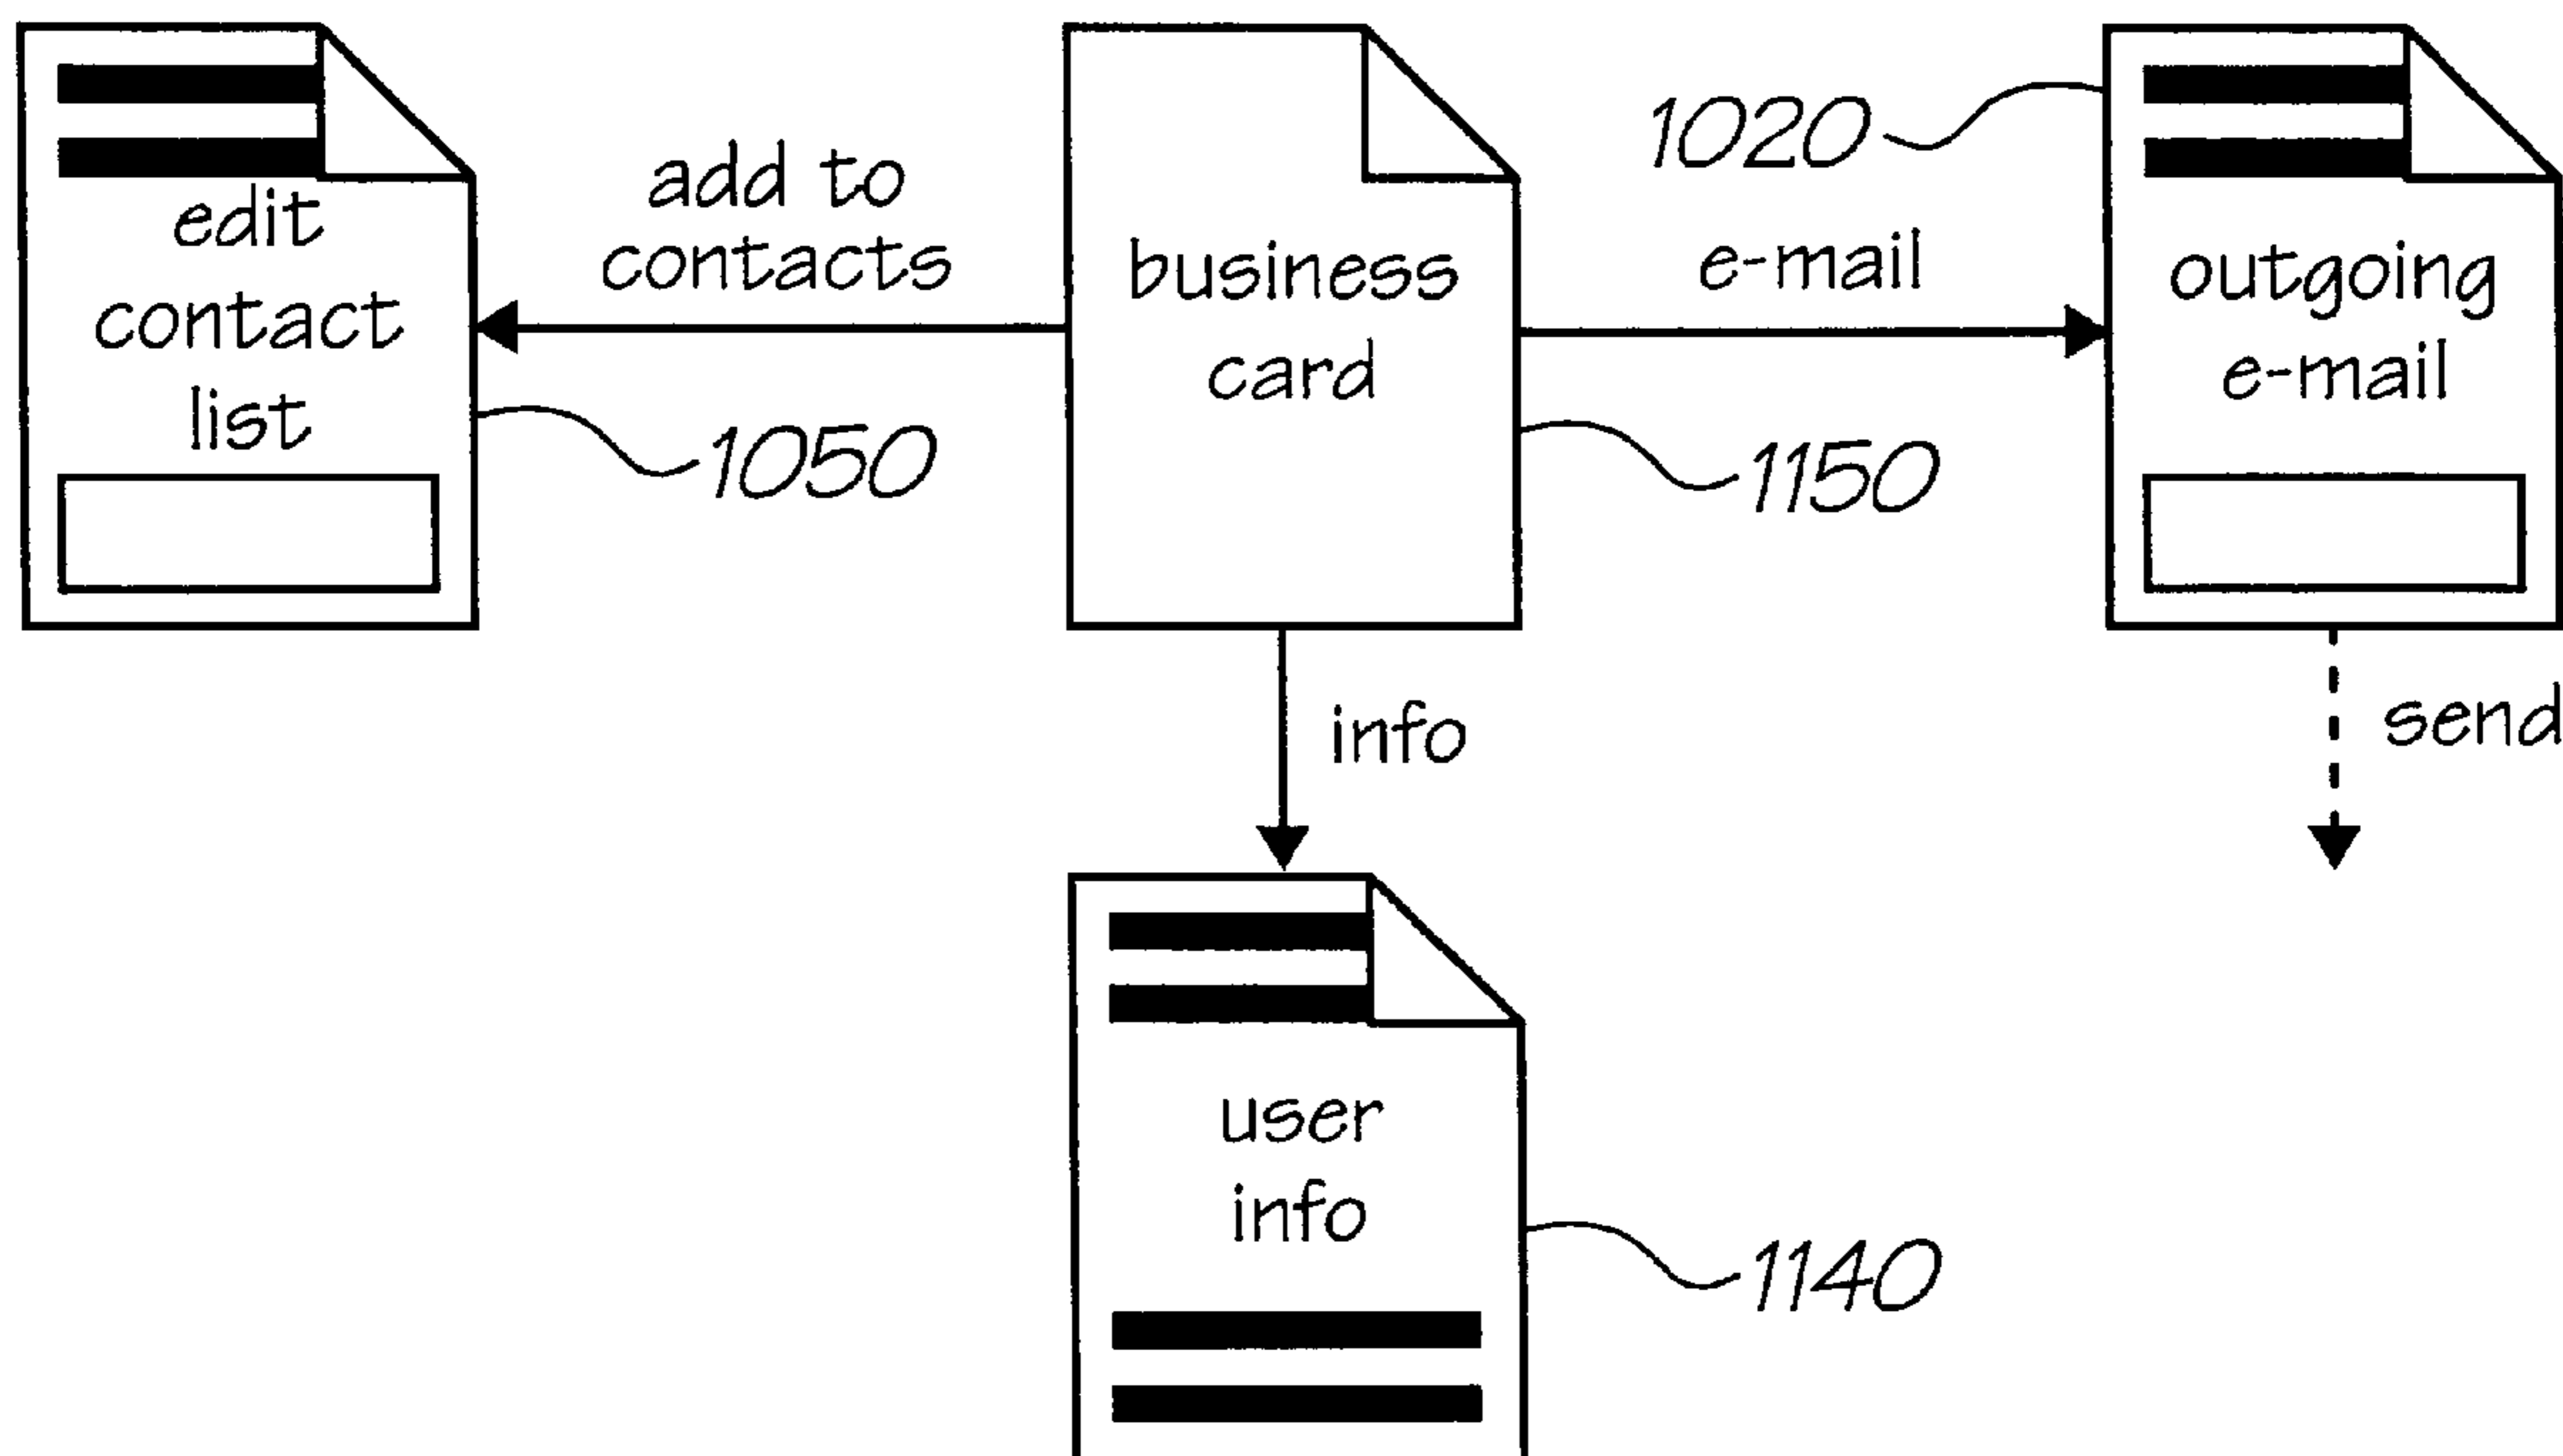 edit
contact
list
add to
contacts
1050
business
card
1150
1020
e-mail
outgoing
e-mail
send
info
user
info
1140